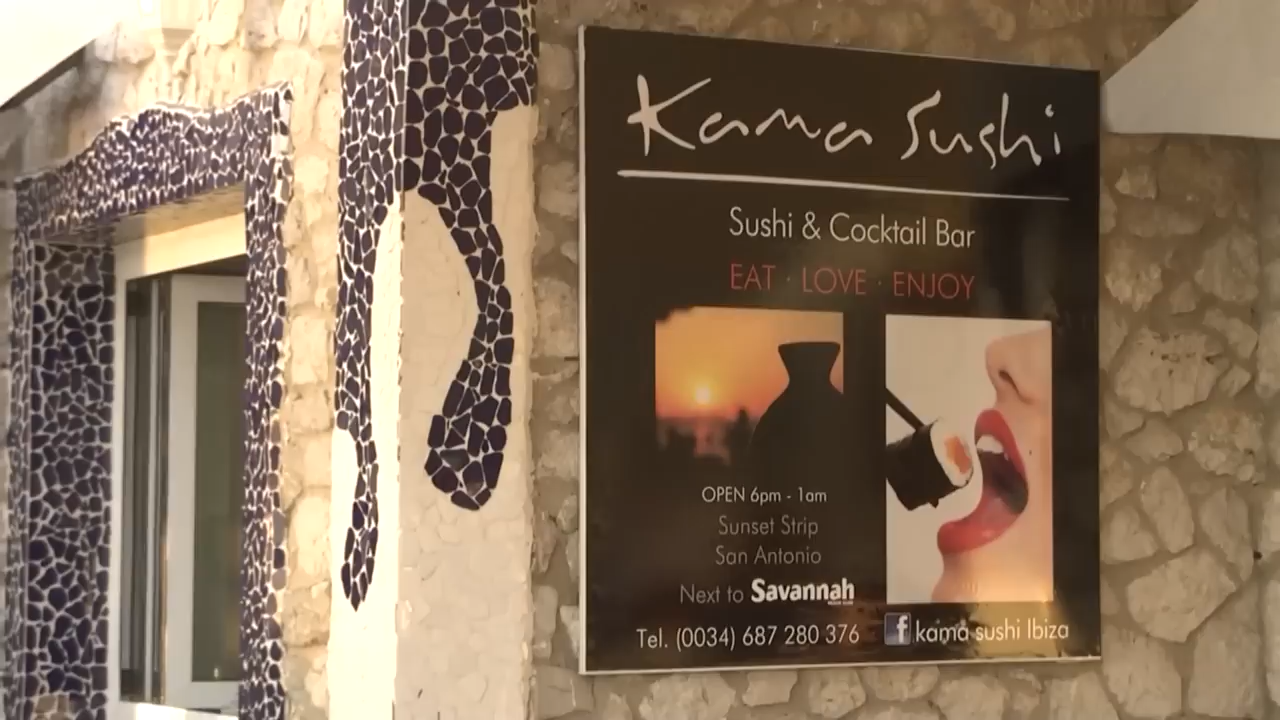 Kama Sushi
Sushi & Cocktail Bar
EAT · LOVE · ENJOY
OPEN 6pm - 1am
Sunset Strip
San Antonio
Next to Savannah
Tel. (0034) 687 280 376
f kama sushi Ibiza